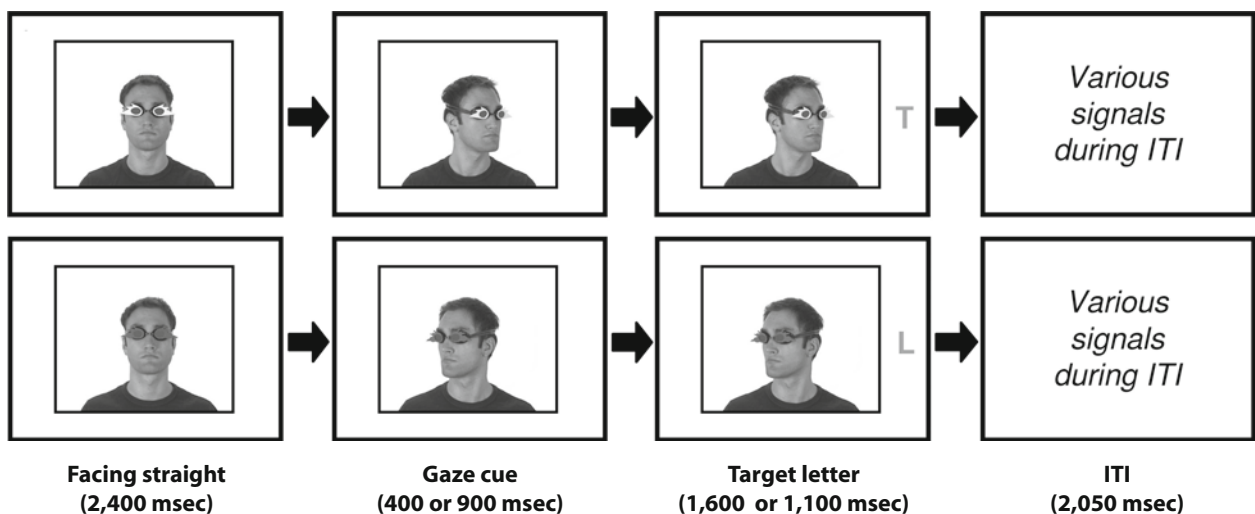 T
Various
signals
during ITI
L
Various
signals
during ITI
Facing straight
(2,400 msec)
Gaze cue
(400 or 900 msec)
Target letter
(1,600 or 1,100 msec)
ITI
(2,050 msec)